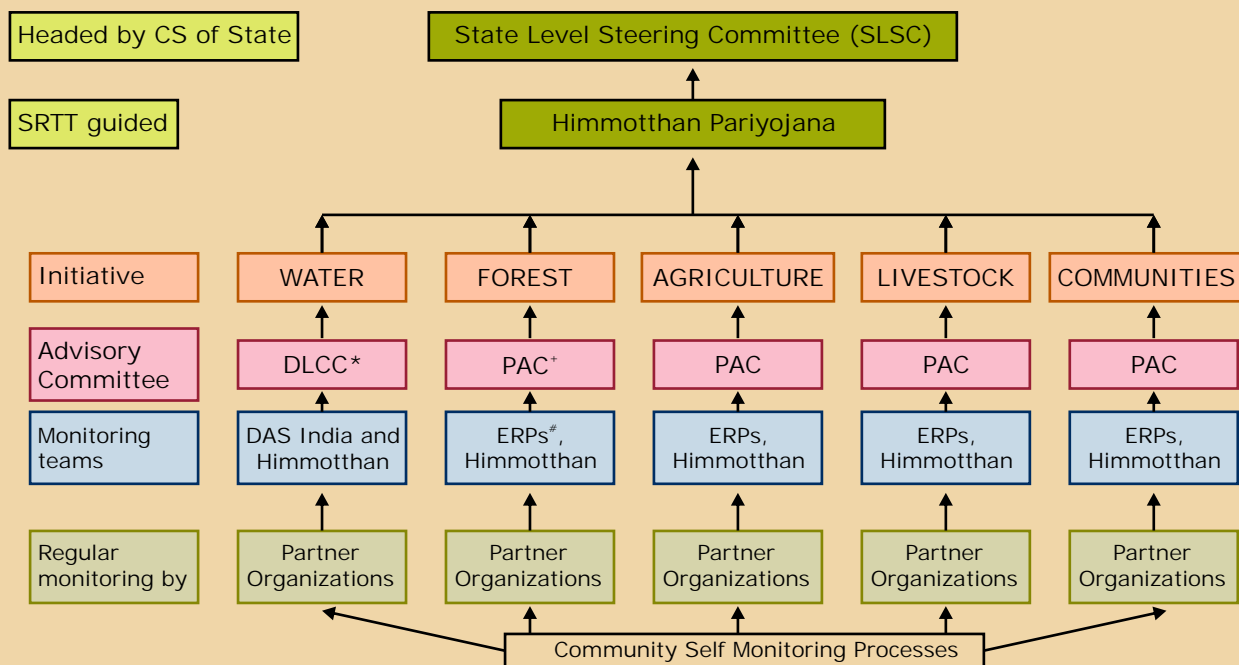 Headed by CS of State
State Level Steering Committee (SLSC)
SRTT guided
Himmotthan Pariyojana
Initiative
WATER
FOREST
AGRICULTURE
LIVESTOCK
COMMUNITIES
Advisory
Committee
DLCC*
PAC+
PAC
PAC
PAC
Monitoring
teams
DAS India and
Himmotthan
ERPs#,
Himmotthan
ERPs,
Himmotthan
ERPs,
Himmotthan
ERPs,
Himmotthan
Regular
monitoring by
Partner
Organizations
Partner
Organizations
Partner
Organizations
Partner
Organizations
Partner
Organizations
Community Self Monitoring Processes